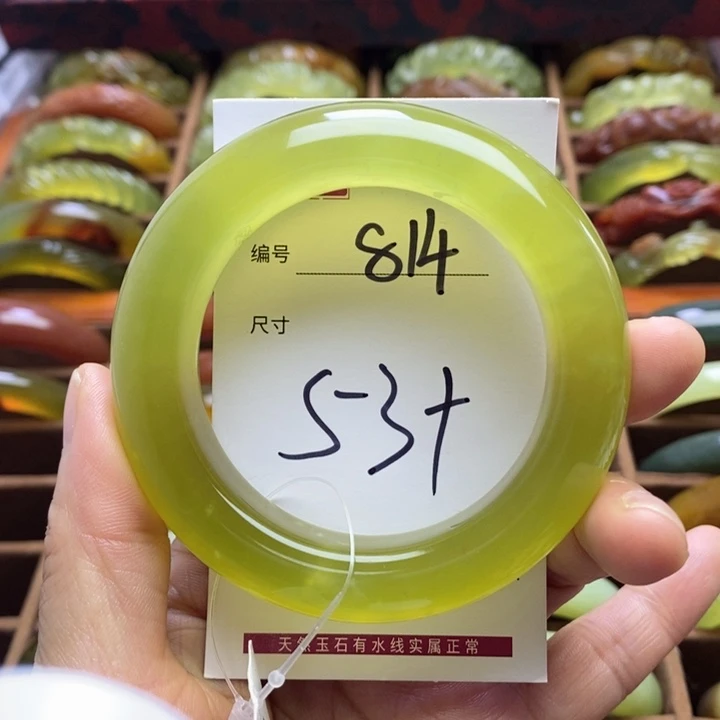 编号 814
尺寸
53+
天然玉石有水线实属正常